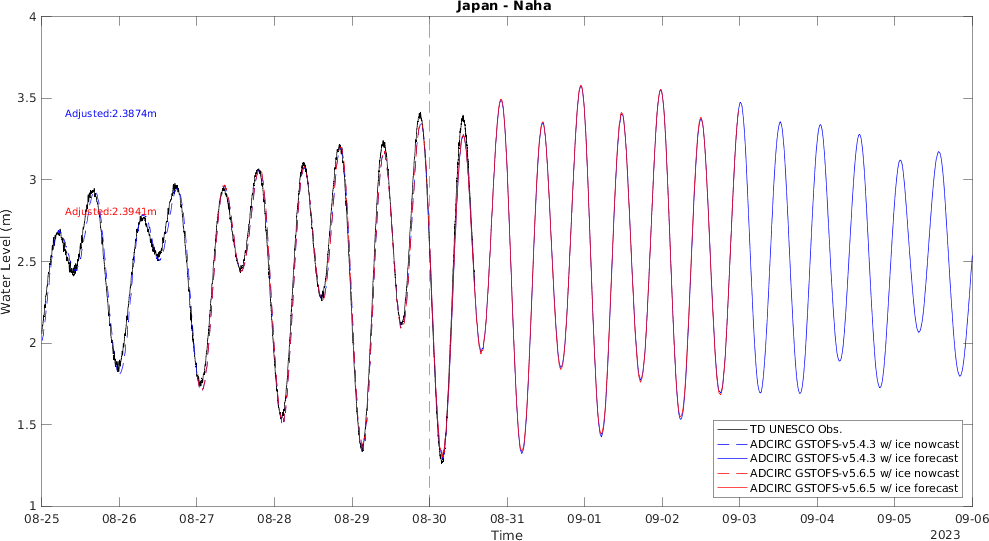 Japan - Naha
4
3.5
3
2.5
2
1.5
1
Water Level (m)
Adjusted:2.3874m
Adjusted:2.3941m
TD UNESCO Obs.
ADCIRC GSTOFS-v5.4.3 w/ ice nowcast
ADCIRC GSTOFS-v5.4.3 w/ ice forecast
ADCIRC GSTOFS-v5.6.5 w/ ice nowcast
ADCIRC GSTOFS-v5.6.5 w/ ice forecast
08-25 08-26 08-27 08-28 08-29 08-30 08-31 09-01 09-02 09-03 09-04 09-05 09-06
Time
2023